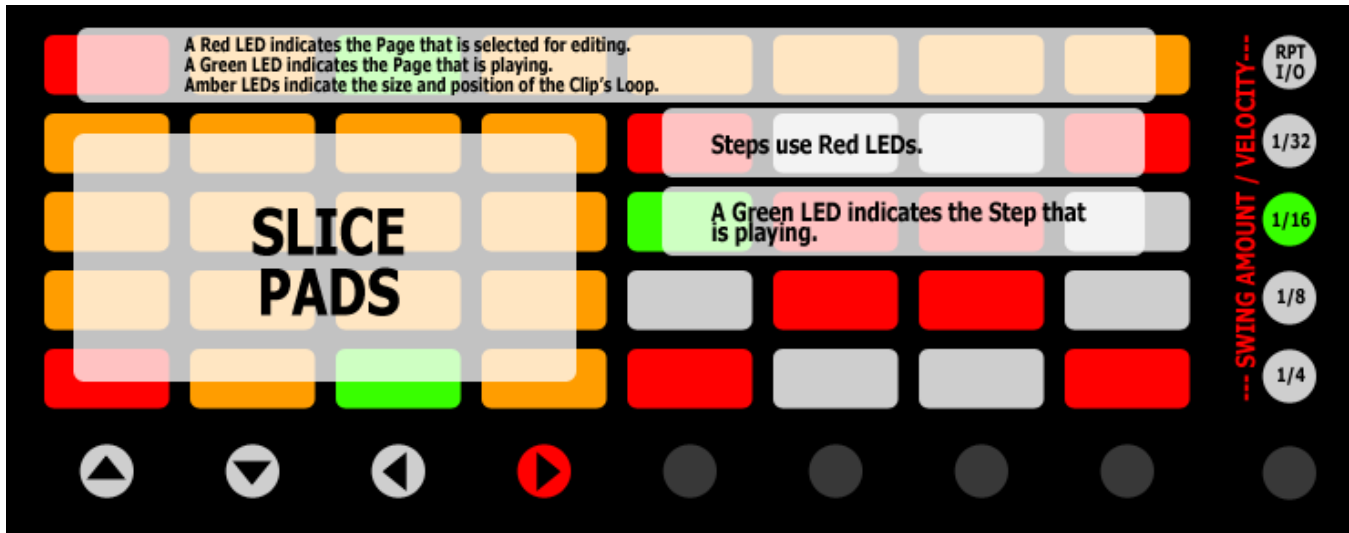 A Red LED indicates the Page that is selected for editing.
A Green LED indicates the Page that is playing.
Amber LEDs indicate the size and position of the Clip's Loop.
RPT
I/O
Steps use Red LEDs.
1/32
A Green LED indicates the Step that
is playing.
1/16
SLICE
PADS
1/8
1/4
--- SWING AMOUNT / VELOCITY---